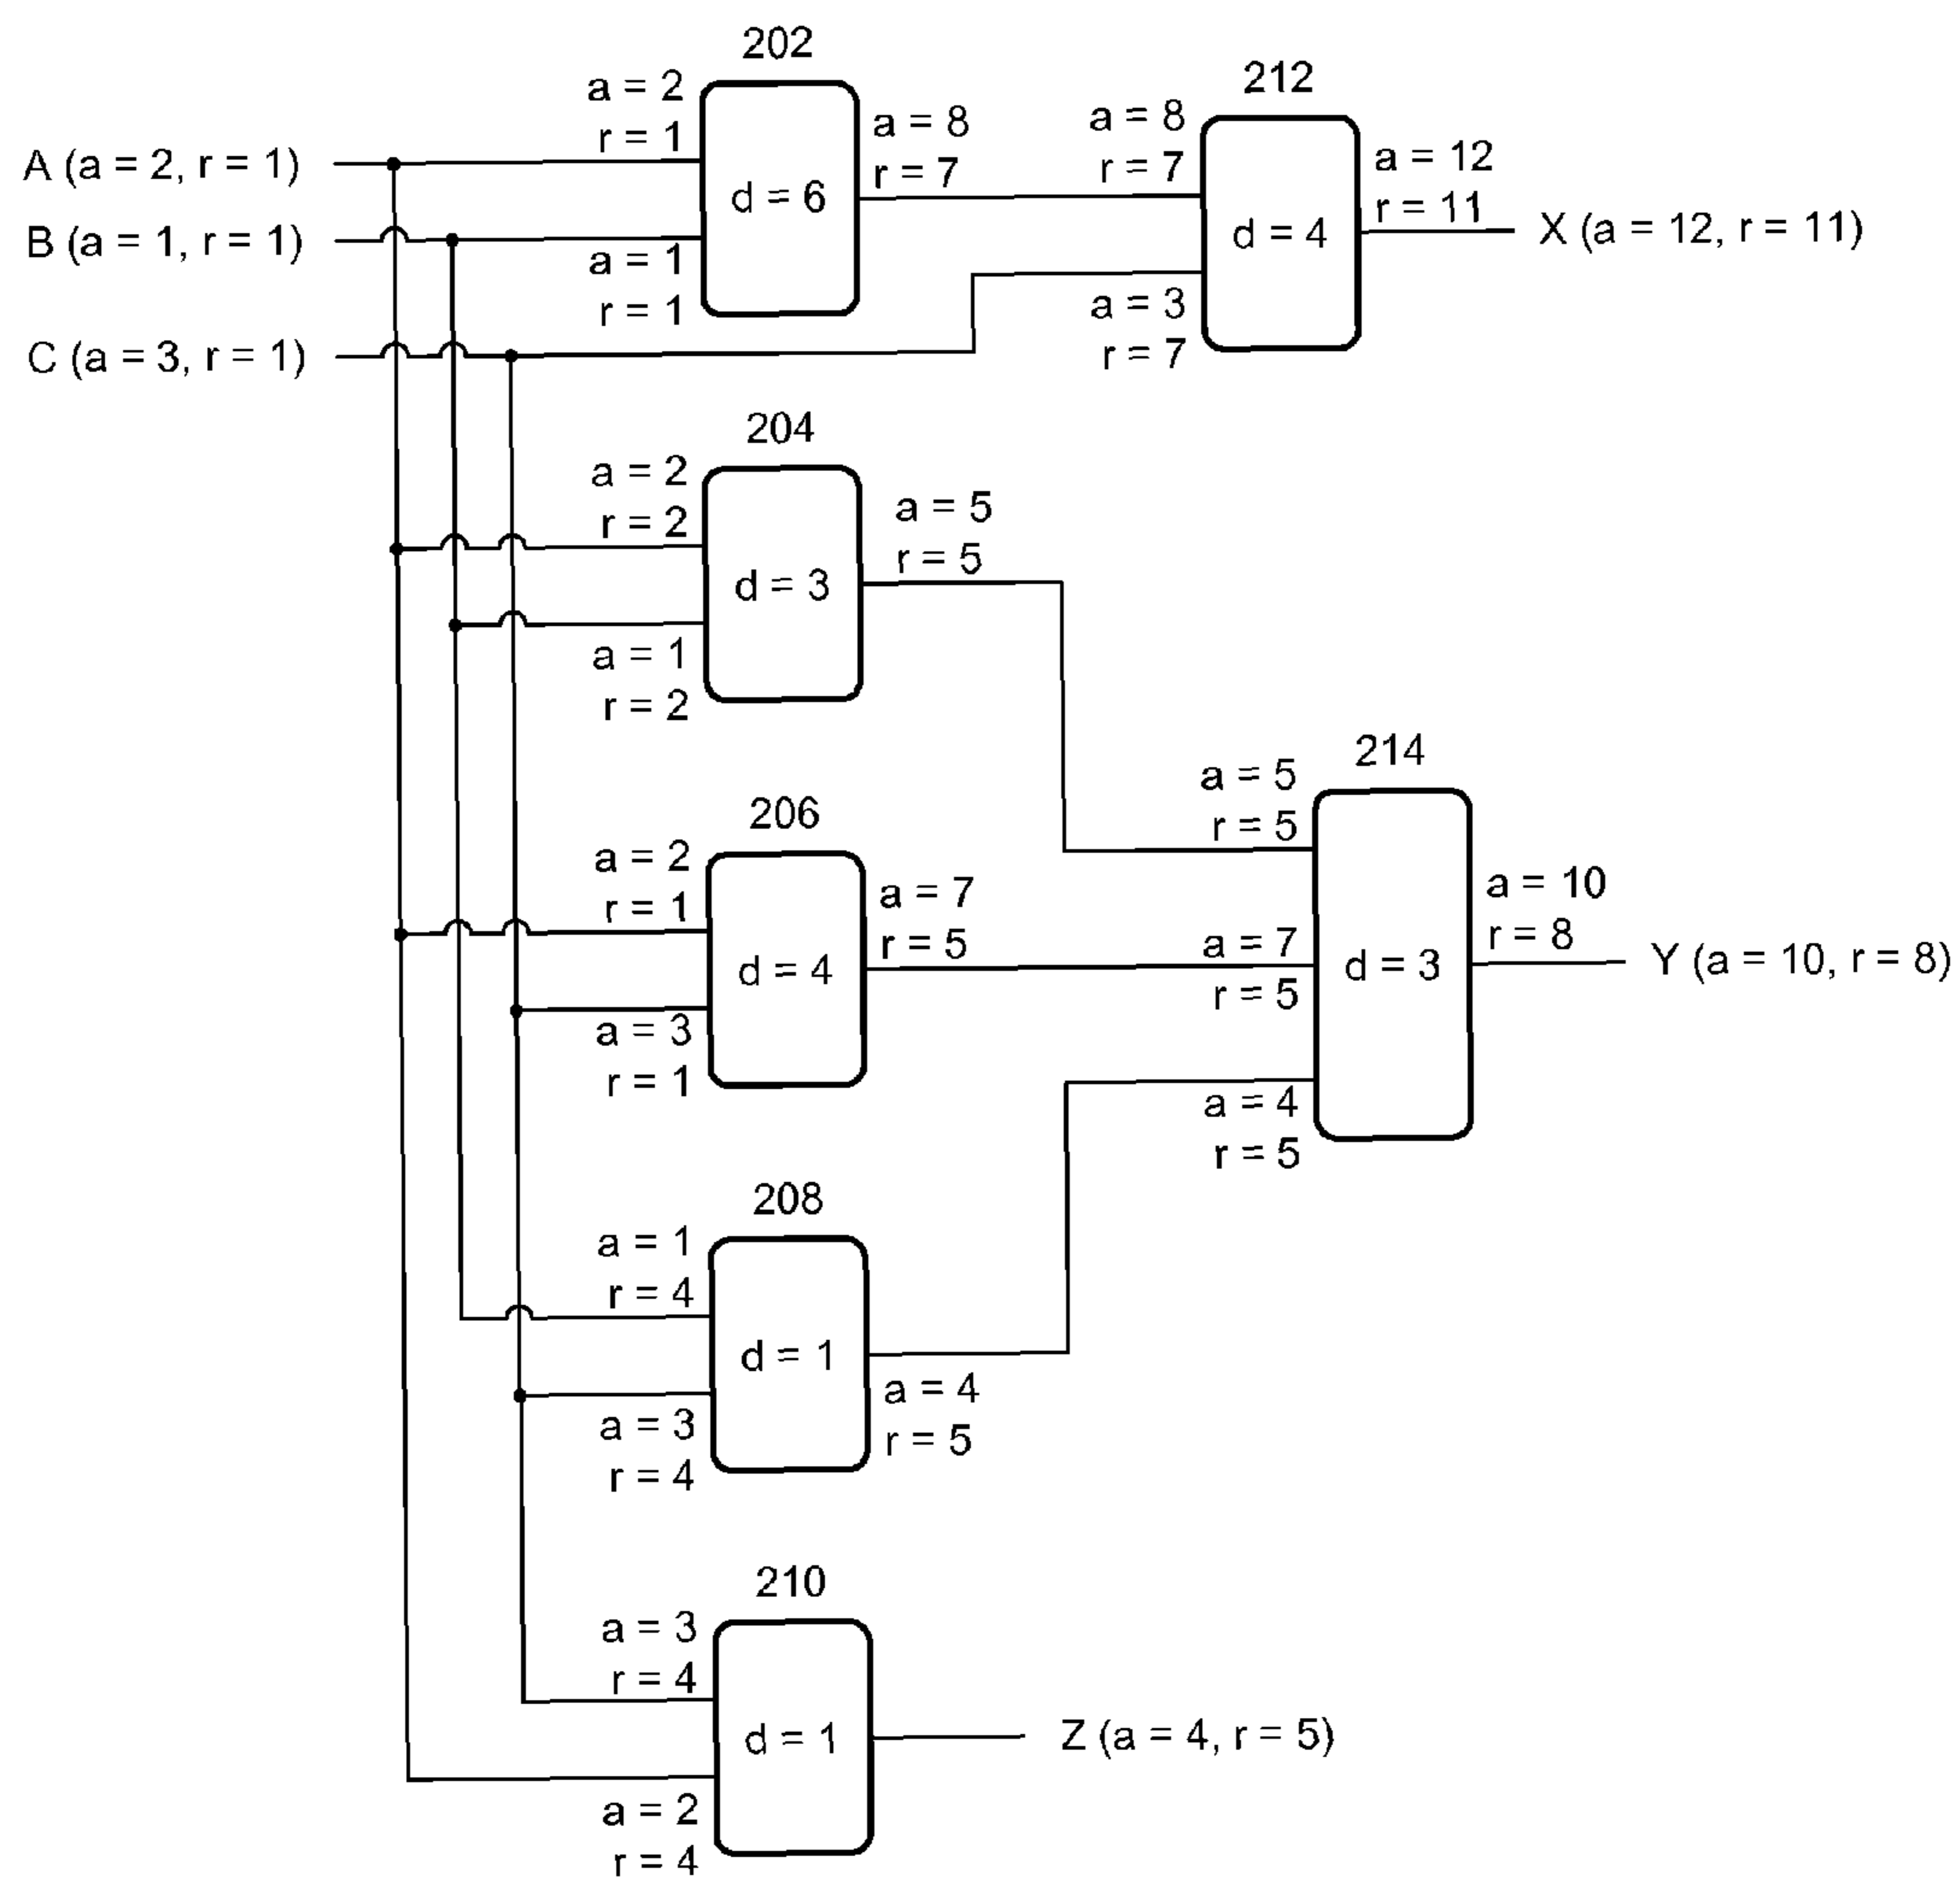 202
a = 2
r = 1
A (a = 2, r = 1)
B (a = 1, r = 1)
a = 1
r = 1
C (a = 3, r = 1)
d = 6
a = 8
r = 7
212
a = 8
r = 7
a = 3
r = 7
d = 4
a = 12
r = 11
X (a = 12, r = 11)
204
a = 2
r = 2
a = 1
r = 2
d = 3
a = 5
r = 5
206
a = 2
r = 1
a = 3
r = 1
d = 4
a = 7
r = 5
214
a = 5
r = 5
a = 7
r = 5
a = 4
r = 5
d = 3
a = 10
r = 8
Y (a = 10, r = 8)
208
a = 1
r = 4
a = 3
r = 4
d = 1
a = 4
r = 5
210
a = 3
r = 4
a = 2
r = 4
d = 1
Z (a = 4, r = 5)